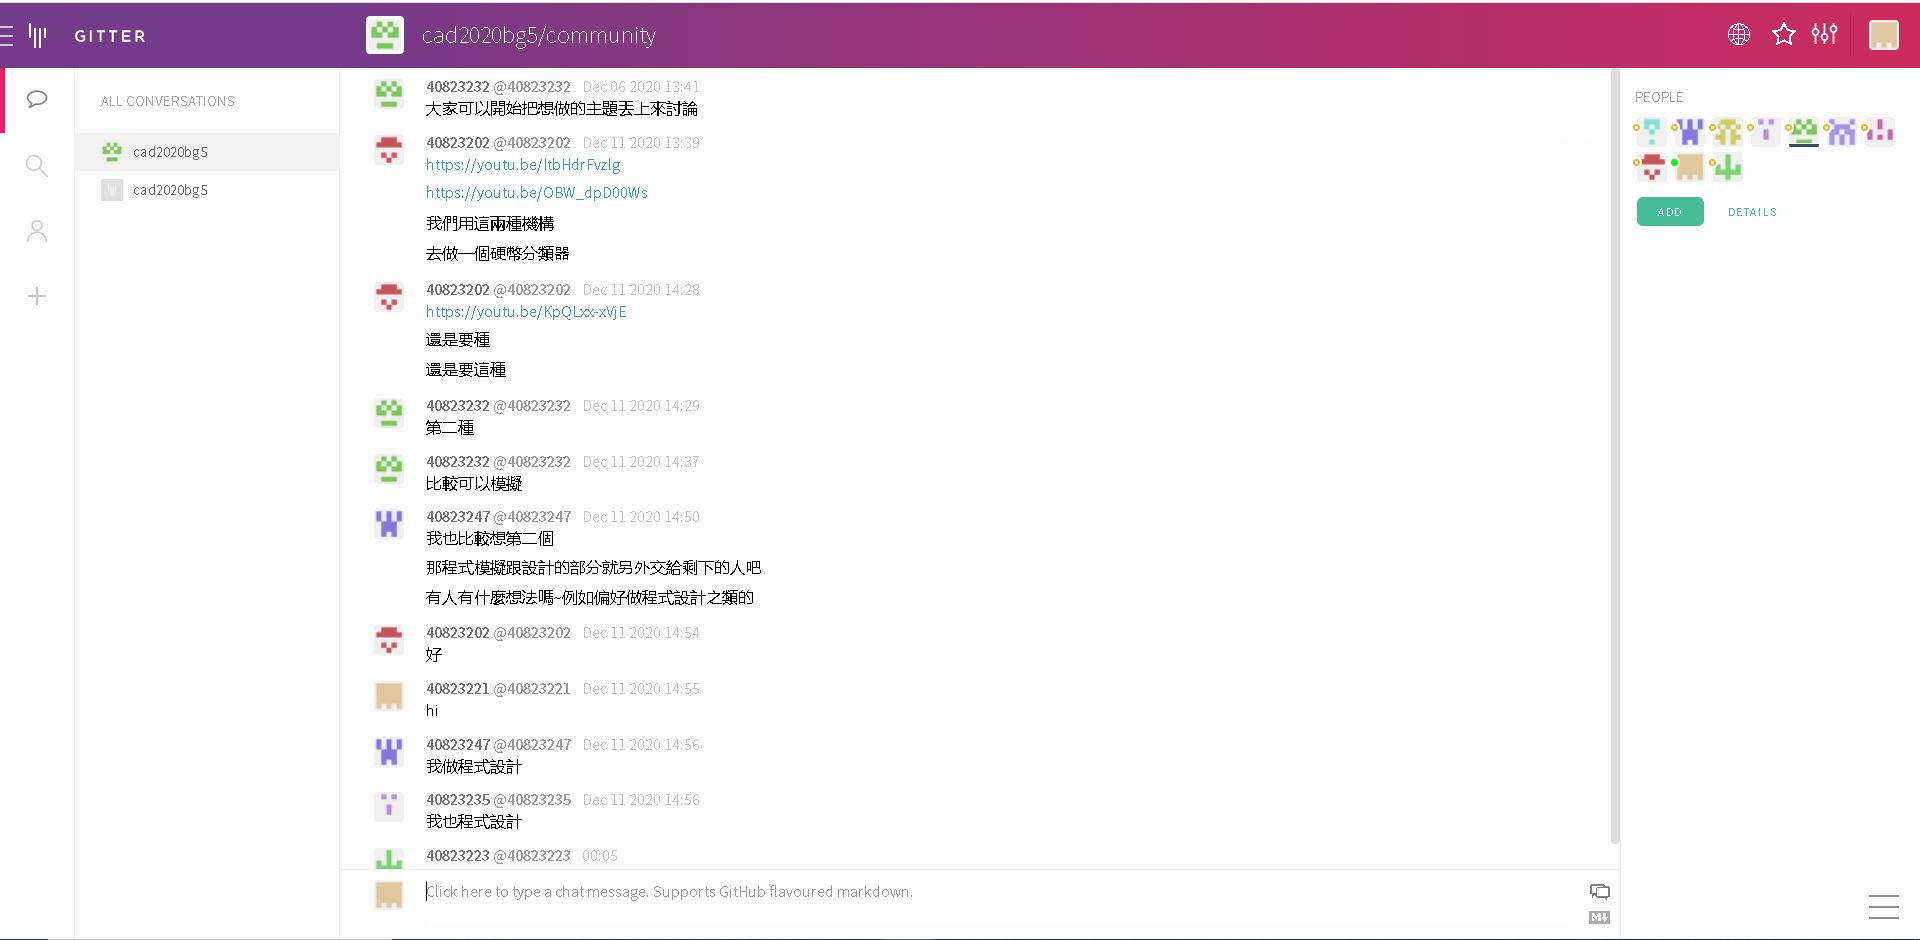 GITTER
cad2020bg5/community
ALL CONVERSATIONS
cad2020bg5
cad2020bg5
40823232 @40823232 Dec 06 2020 13:41
大家可以開始把想做的主題丟上來討論
40823202 @40823202 Dec 11 2020 13:39
https://youtu.be/ItbHdrFvzlg
https://youtu.be/OBW_dpD00Ws
我們用這兩種機構
去做一個硬幣分類器
40823202 @40823202 Dec 11 2020 14:28
https://youtu.be/KpQLxx-xVjE
還是要種
還是要這種
40823232 @40823232 Dec 11 2020 14:29
第二種
40823232 @40823232 Dec 11 2020 14:37
比較可以模擬
40823247 @40823247 Dec 11 2020 14:50
我也比較想第二個
那程式模擬跟設計的部分就另外交給剩下的人吧
有人有什麼想法嗎~例如偏好做程式設計之類的
40823202 @40823202 Dec 11 2020 14:54
好
40823221 @40823221 Dec 11 2020 14:55
hi
40823247 @40823247 Dec 11 2020 14:56
我做程式設計
40823235 @40823235 Dec 11 2020 14:56
我也程式設計
40823223 @40823223 00:05
Click here to type a chat message. Supports GitHub flavoured markdown.
M
PEOPLE
ADD DETAILS